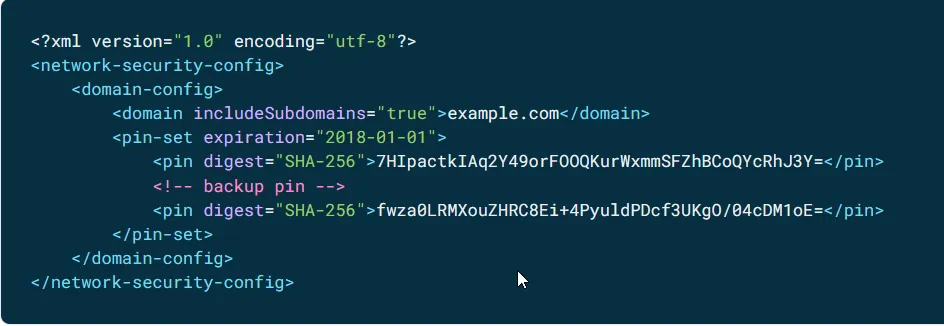 <?xml version="1.0" encoding="utf-8"?>
<network-security-config>
<domain-config>
<domain includeSubdomains="true">example.com</domain>
<pin-set expiration="2018-01-01">
<pin digest="SHA-256">7HIpactkIAq2Y49orFOOQKurWxmmSFZhBCoQYcRhJ3Y=</pin>
<!-- backup pin -->
<pin digest="SHA-256">fwza0LRMXouZHRC8Ei+4PyuldPDcf3UKgO/04cDM1oE=</pin>
</pin-set>
</domain-config>
</network-security-config>